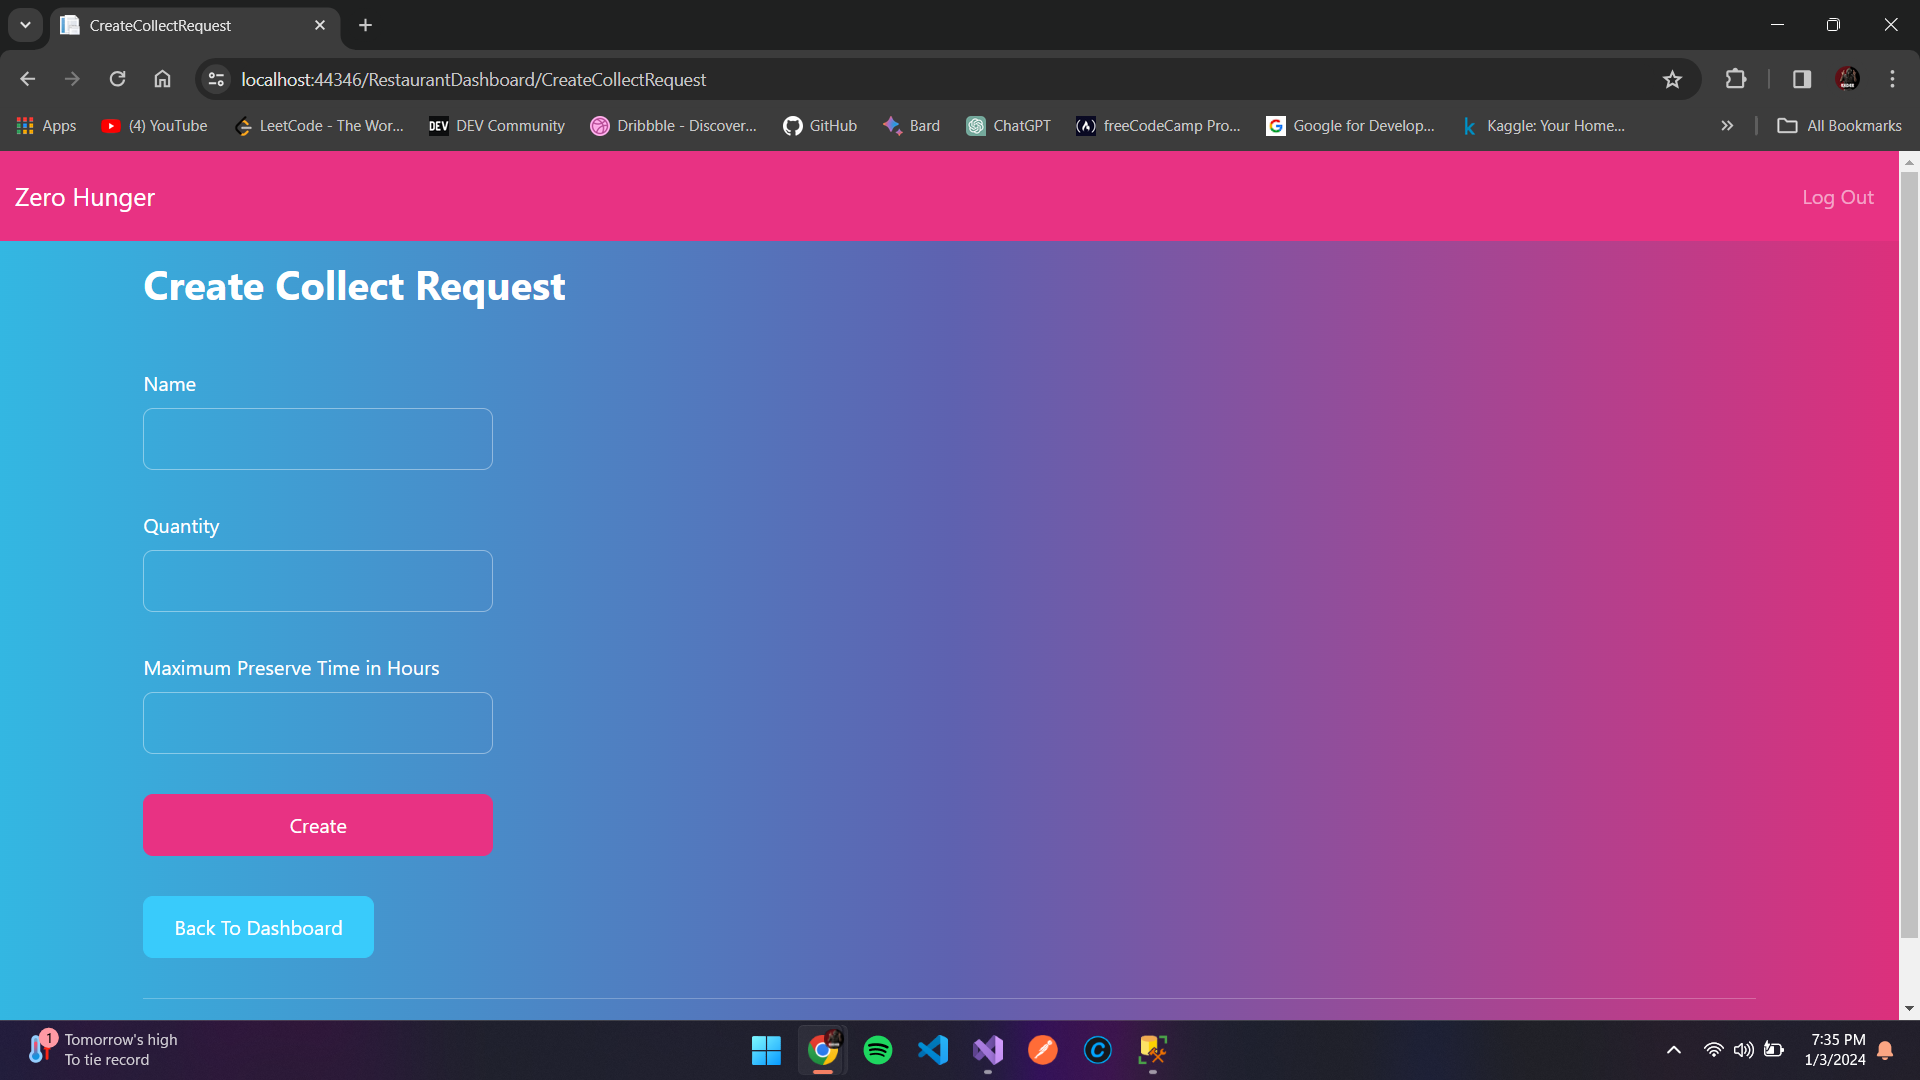 CreateCollectRequest
localhost:44346/RestaurantDashboard/CreateCollectRequest
Apps
(4) YouTube
LeetCode - The Wor...
DEV DEV Community
Dribbble - Discover...
GitHub
Bard
ChatGPT
freeCodeCamp Pro...
G Google for Develop...
k Kaggle: Your Home...
All Bookmarks
Zero Hunger
Log Out
Create Collect Request
Name
Quantity
Maximum Preserve Time in Hours
Create
Back To Dashboard
1
Tomorrow's high
To tie record
7:35 PM
1/3/2024